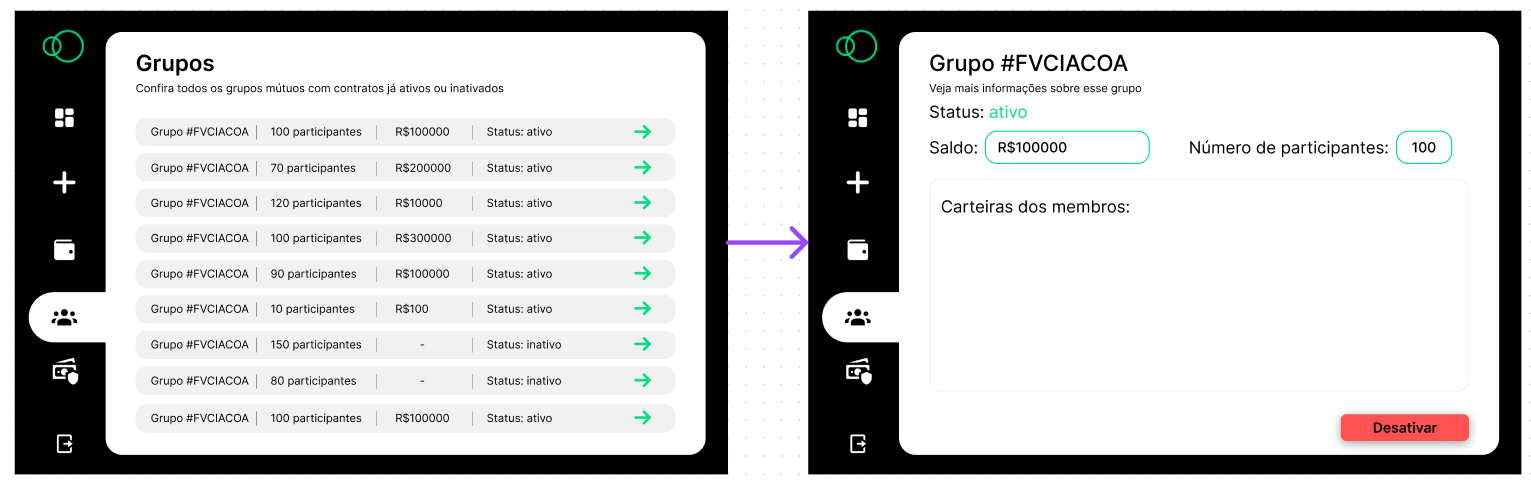 Grupos
Confira todos os grupos mútuos com contratos já ativos ou inativados
Grupo #FVCIACOA 100 participantes R$100000 Status: ativo
Grupo #FVCIACOA 70 participantes R$200000 Status: ativo
Grupo #FVCIACOA 120 participantes R$10000 Status: ativo
Grupo #FVCIACOA 100 participantes R$300000 Status: ativo
Grupo #FVCIACOA 90 participantes R$100000 Status: ativo
Grupo #FVCIACOA 10 participantes R$100 Status: ativo
Grupo #FVCIACOA 150 participantes - Status: inativo
Grupo #FVCIACOA 80 participantes - Status: inativo
Grupo #FVCIACOA 100 participantes R$100000 Status: ativo
Grupo #FVCIACOA
Veja mais informações sobre esse grupo
Status: ativo
Saldo: R$100000 Número de participantes: 100
Carteiras dos membros:
Desativar